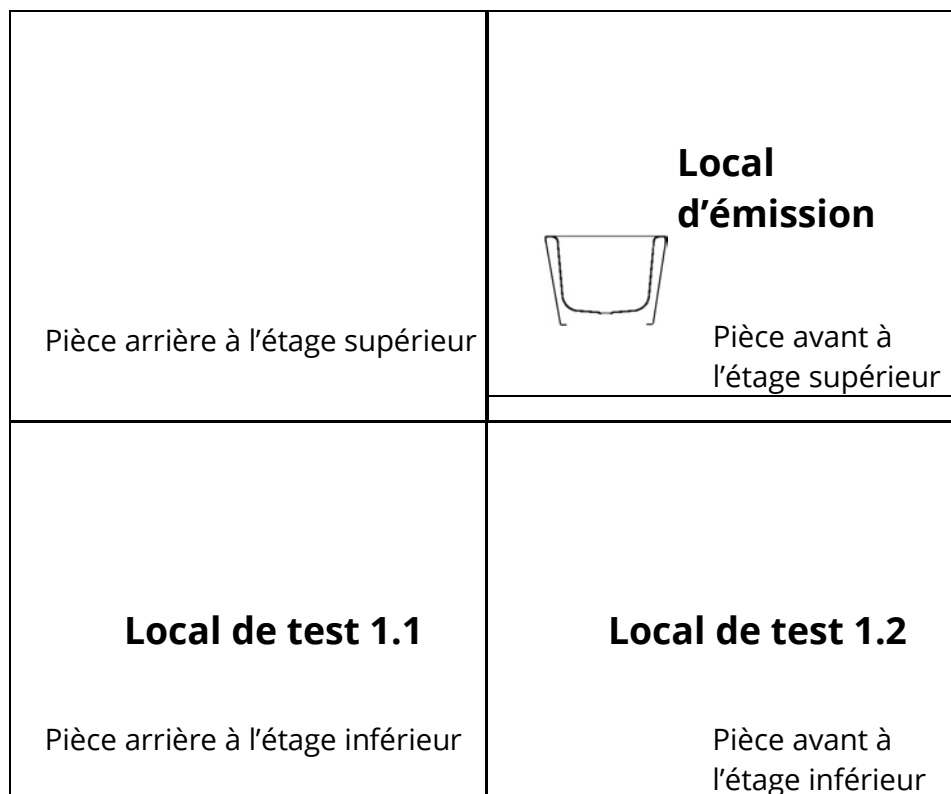 Local
d’émission
Pièce arrière à l’étage supérieur
Pièce avant à
l’étage supérieur
Local de test 1.1
Local de test 1.2
Pièce arrière à l’étage inférieur
Pièce avant à
l’étage inférieur